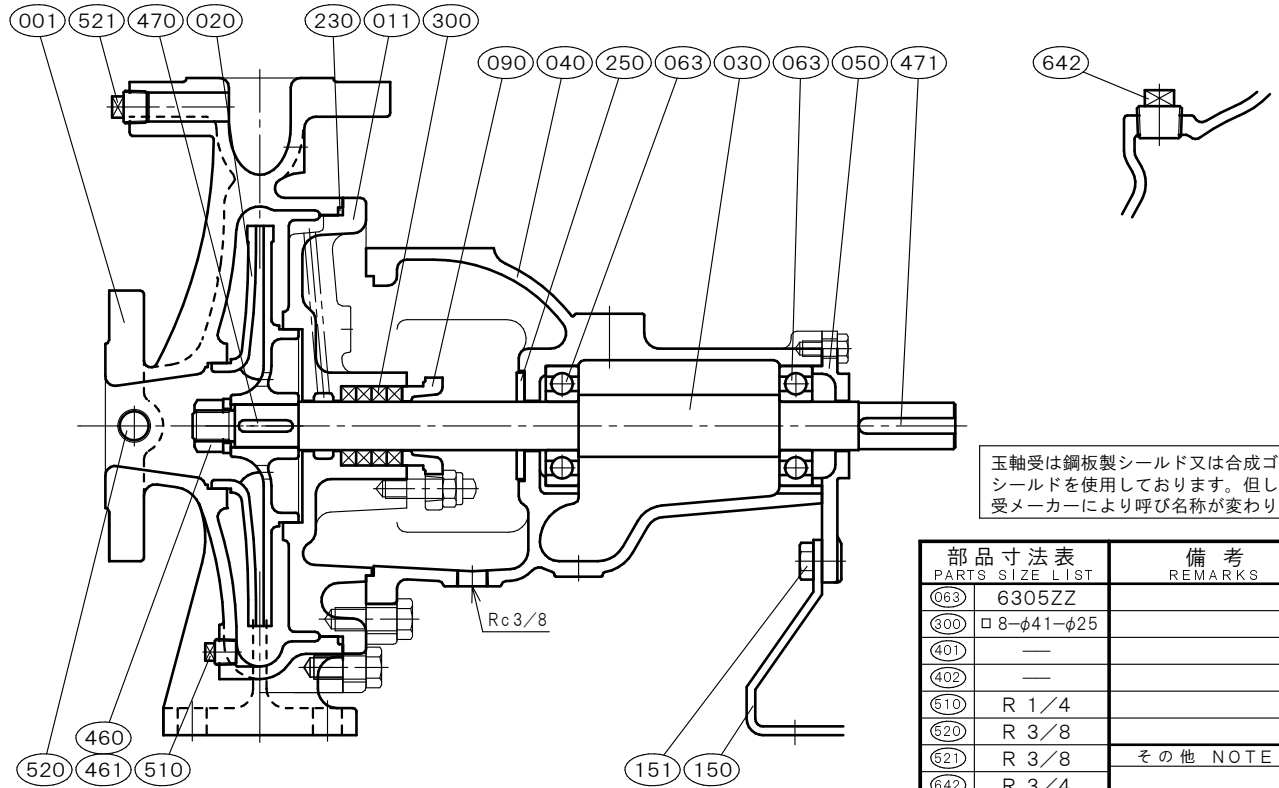 001 521 470 020 230 011 300
090 040 250 063 030 063 050 471
642
Rc 3/8
460
520 461 510
151 150
玉軸受は鋼板製シールド又は合成ゴ
シールドを使用しております。但し
受メーカーにより呼び名称が変わり
部品寸法表 備考
PARTS SIZE LIST REMARKS
063 6305ZZ
300 □8-φ41-φ25
401 —
402 —
510 R 1/4
520 R 3/8
521 R 3/8 その他 NOTE
642 R 3/4